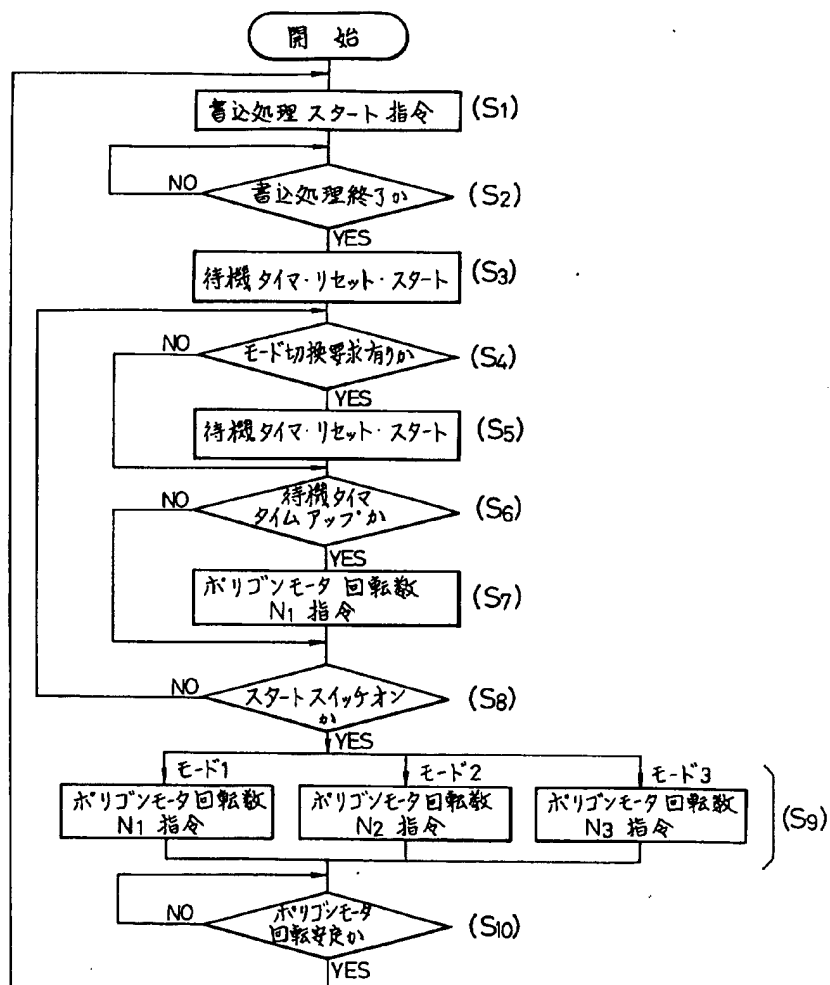 開始
書込処理 スタート 指令 (S1)
NO 書込処理終了か (S2)
YES
待機タイマ・リセット・スタート (S3)
NO モード切換要求有りか (S4)
YES
待機タイマ・リセット・スタート (S5)
NO 待機タイマ
タイムアップか (S6)
YES
ポリゴンモータ 回転数
N1 指令 (S7)
NO スタートスイッチオン
か (S8)
YES
モード1 モード2 モード3
ポリゴンモータ回転数 ポリゴンモータ回転数 ポリゴンモータ回転数
N1 指令 N2 指令 N3 指令 (S9)
NO ポリゴンモータ
回転安定か (S10)
YES